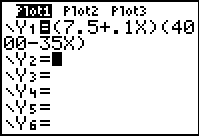 Plot1 Plot2 Plot3
\Y1=(7.5+.1X)(40
00-35X)
\Y2=
\Y3=
\Y4=
\Y5=
\Y6=